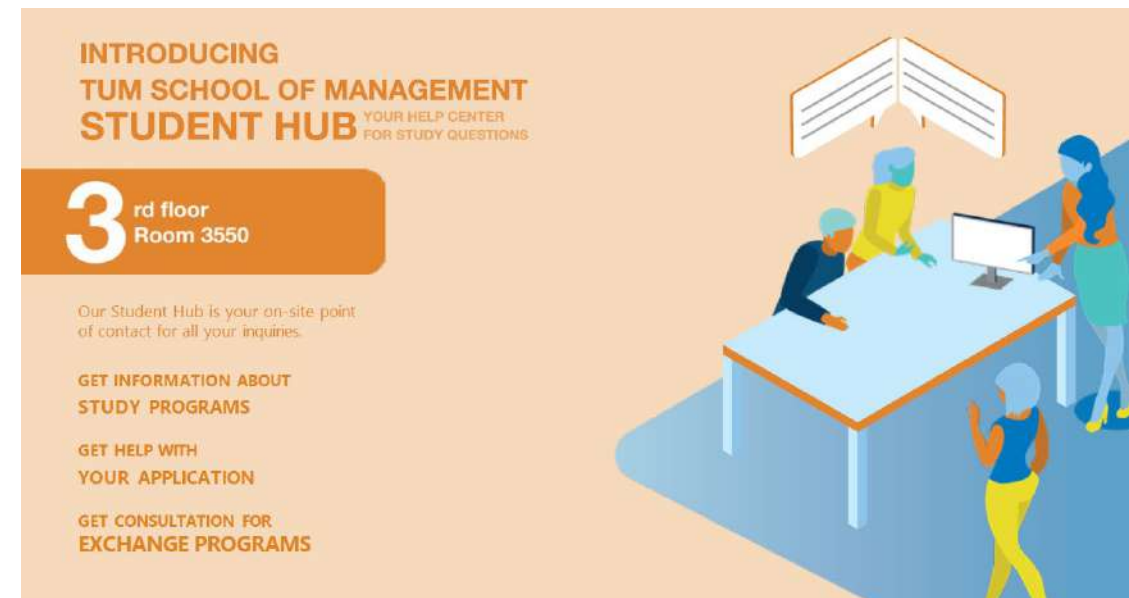 INTRODUCING
TUM SCHOOL OF MANAGEMENT
STUDENT HUB YOUR HELP CENTER
FOR STUDY QUESTIONS
3 rd floor
Room 3550
Our Student Hub is your on-site point
of contact for all your inquiries.
GET INFORMATION ABOUT
STUDY PROGRAMS
GET HELP WITH
YOUR APPLICATION
GET CONSULTATION FOR
EXCHANGE PROGRAMS